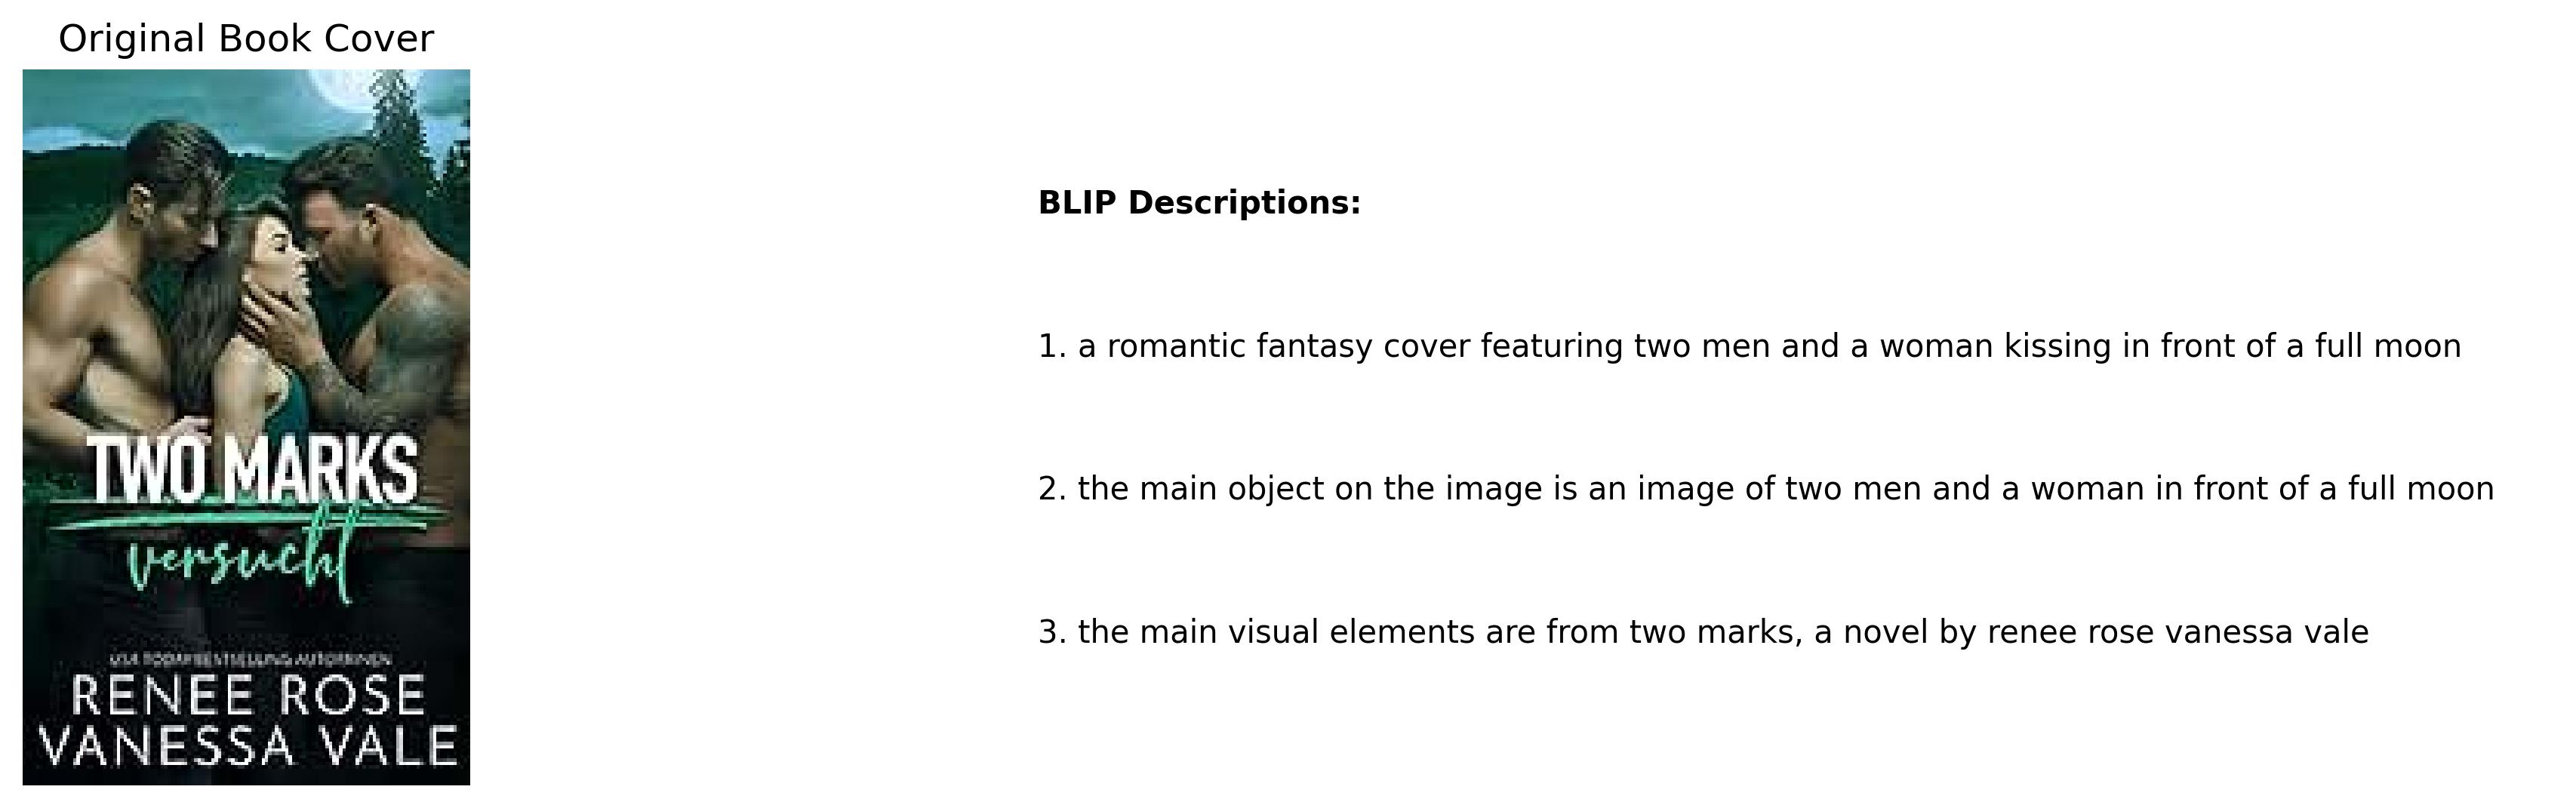 Original Book Cover
TWO MARKS
versucht
USA TODAY BESTSELLING AUTORINNEN
RENEE ROSE
VANESSA VALE
BLIP Descriptions:
1. a romantic fantasy cover featuring two men and a woman kissing in front of a full moon
2. the main object on the image is an image of two men and a woman in front of a full moon
3. the main visual elements are from two marks, a novel by renee rose vanessa vale